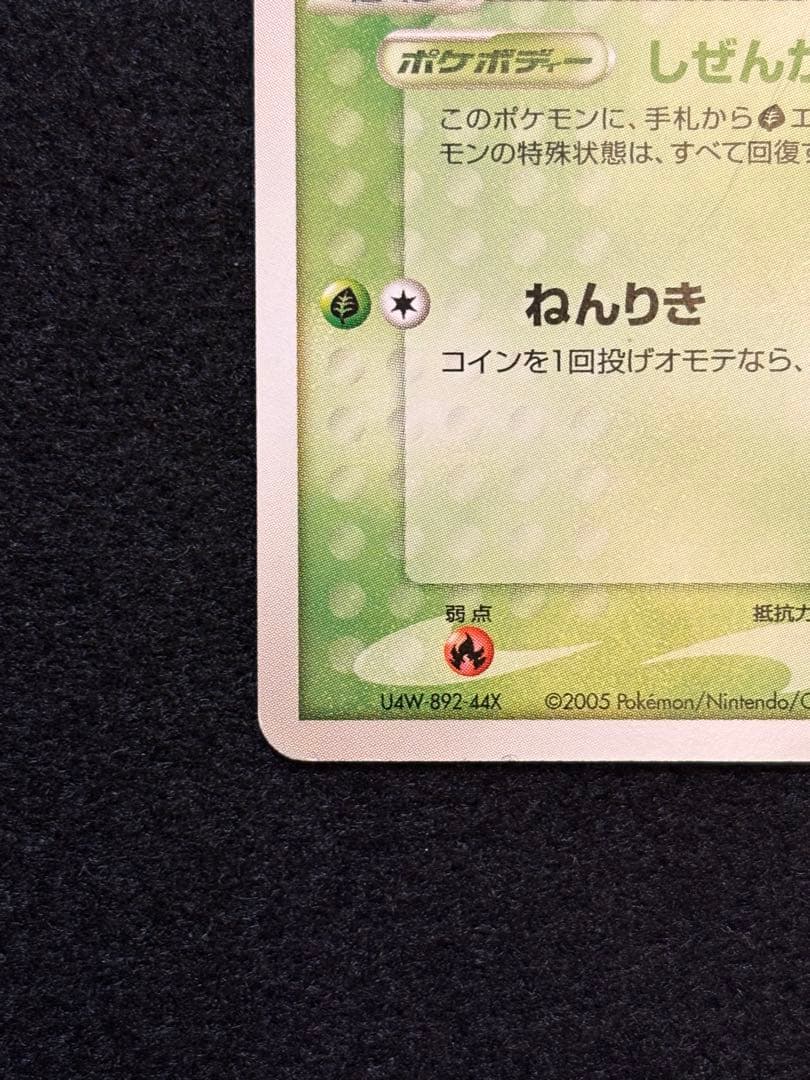 ポケボディー しぜんか
このポケモンに、手札から エ
モンの特殊状態は、すべて回復す
ねんりき
コインを1回投げオモテなら、
弱点 抵抗力
U4W-892-44X ©2005 Pokémon/Nintendo/C